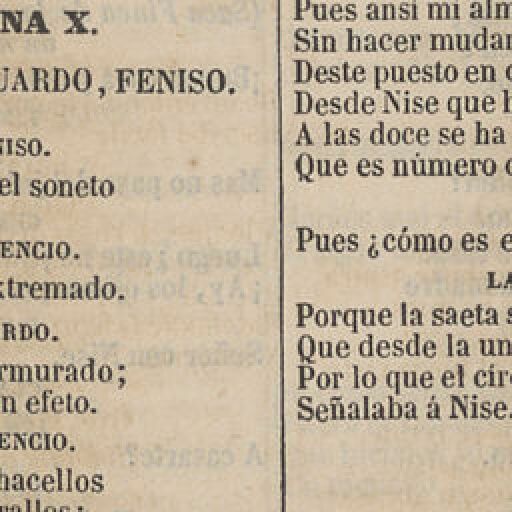 NA X.
UARDO, FENISO.
NISO.
el soneto
ENCIO.
xtremado.
RDO.
rmurado;
n efeto.
ENCIO.
hacellos
Pues ansí mi alm
Sin hacer mudan
Deste puesto en
Desde Nise que h
A las doce se ha
Que es número
Pues ¿cómo es e
LA
Porque la saeta s
Que desde la un
Por lo que el cír
Señalaba á Nise.